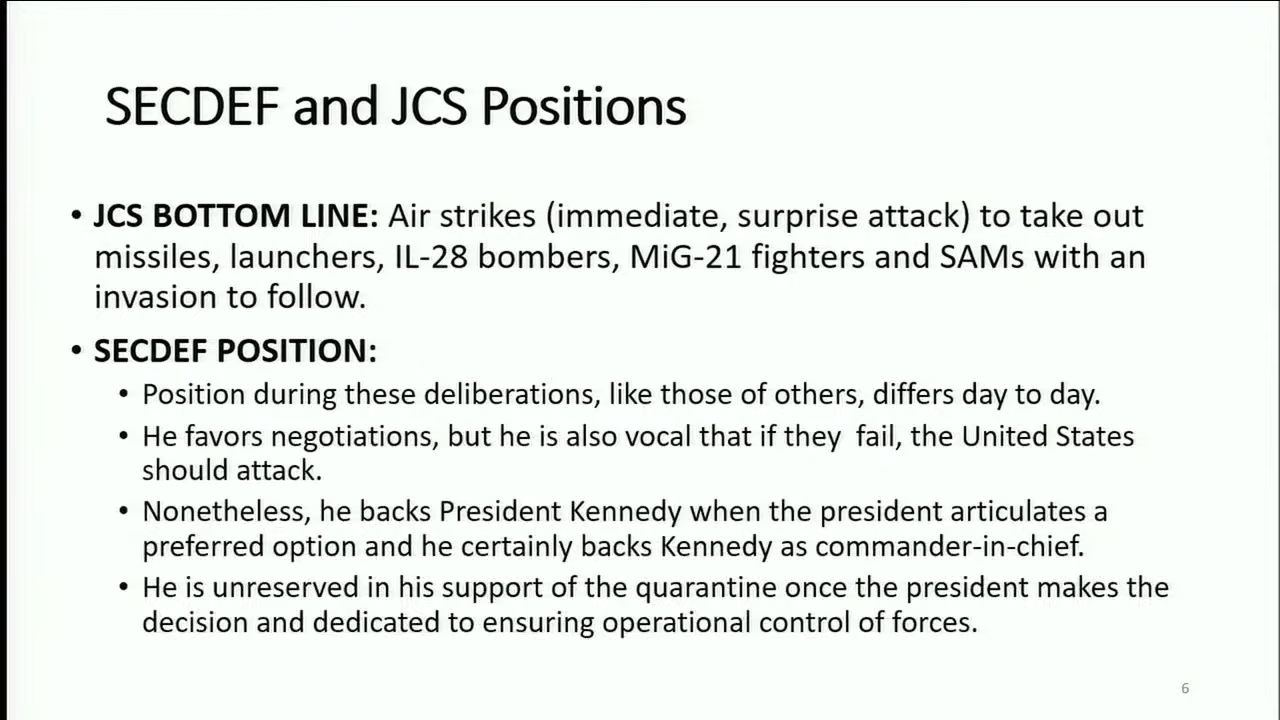 SECDEF and JCS Positions
• JCS BOTTOM LINE: Air strikes (immediate, surprise attack) to take out
missiles, launchers, IL-28 bombers, MiG-21 fighters and SAMs with an
invasion to follow.
• SECDEF POSITION:
• Position during these deliberations, like those of others, differs day to day.
• He favors negotiations, but he is also vocal that if they  fail, the United States
should attack.
• Nonetheless, he backs President Kennedy when the president articulates a
preferred option and he certainly backs Kennedy as commander-in-chief.
• He is unreserved in his support of the quarantine once the president makes the
decision and dedicated to ensuring operational control of forces.
6